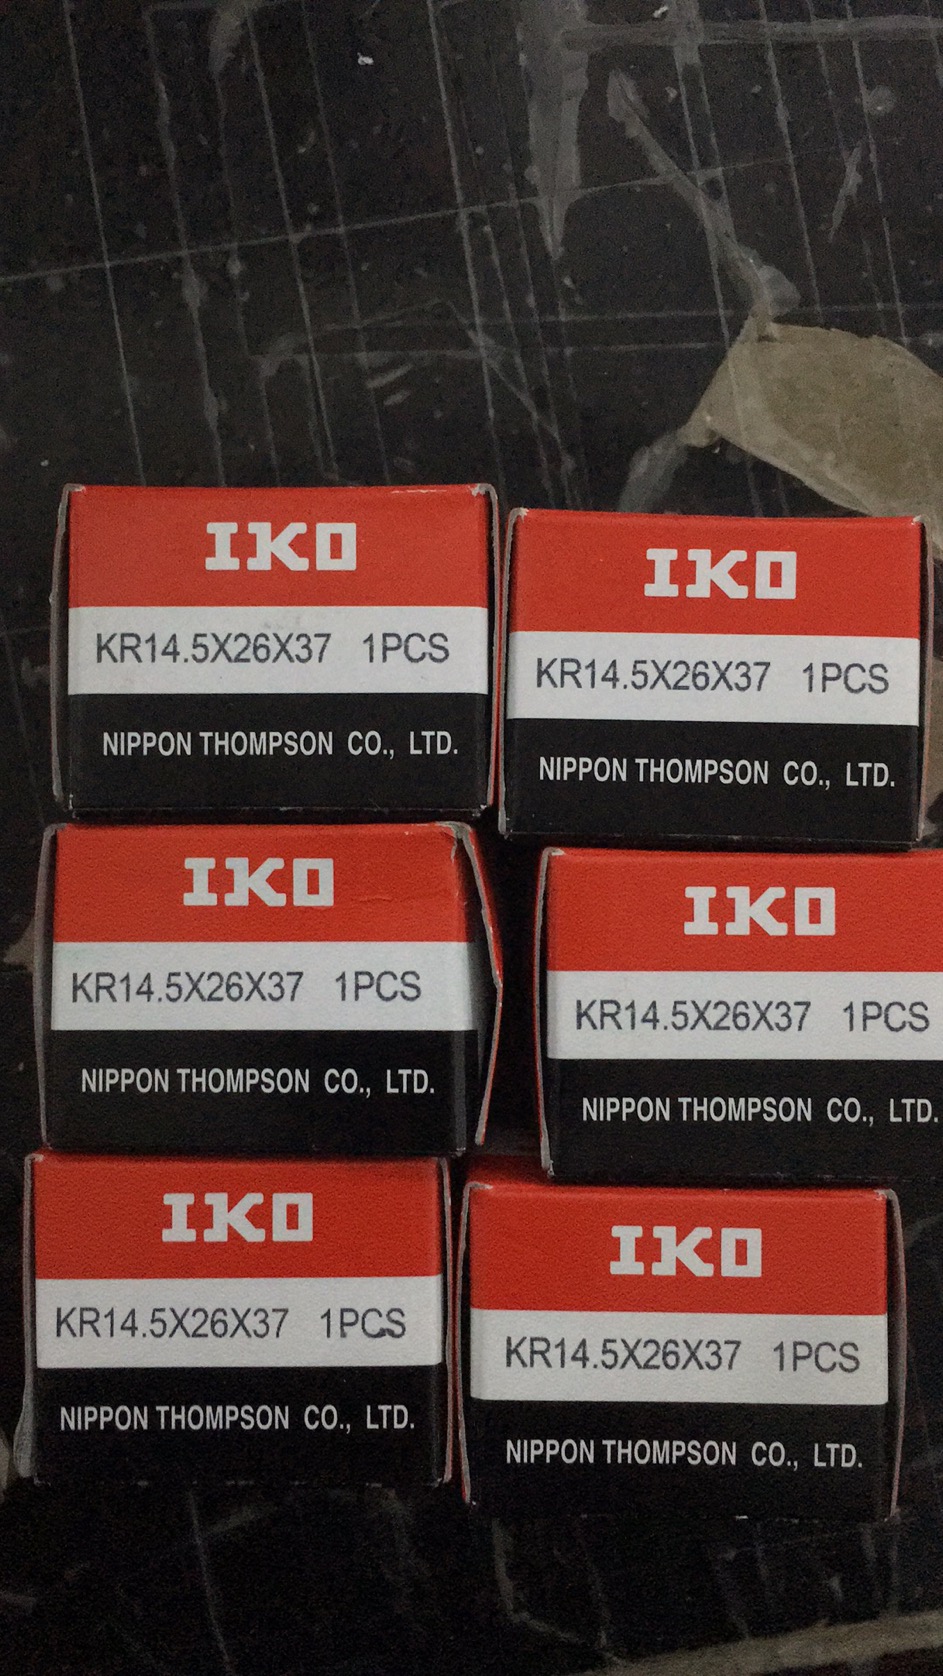 IKO
KR14.5X26X37 1PCS
NIPPON THOMPSON CO., LTD.
IKO
KR14.5X26X37 1PCS
NIPPON THOMPSON CO., LTD.
IKO
KR14.5X26X37 1PCS
NIPPON THOMPSON CO., LTD.
IKO
KR14.5X26X37 1PCS
NIPPON THOMPSON CO., LTD.
IKO
KR14.5X26X37 1PCS
NIPPON THOMPSON CO., LTD.
IKO
KR14.5X26X37 1PCS
NIPPON THOMPSON CO., LTD.